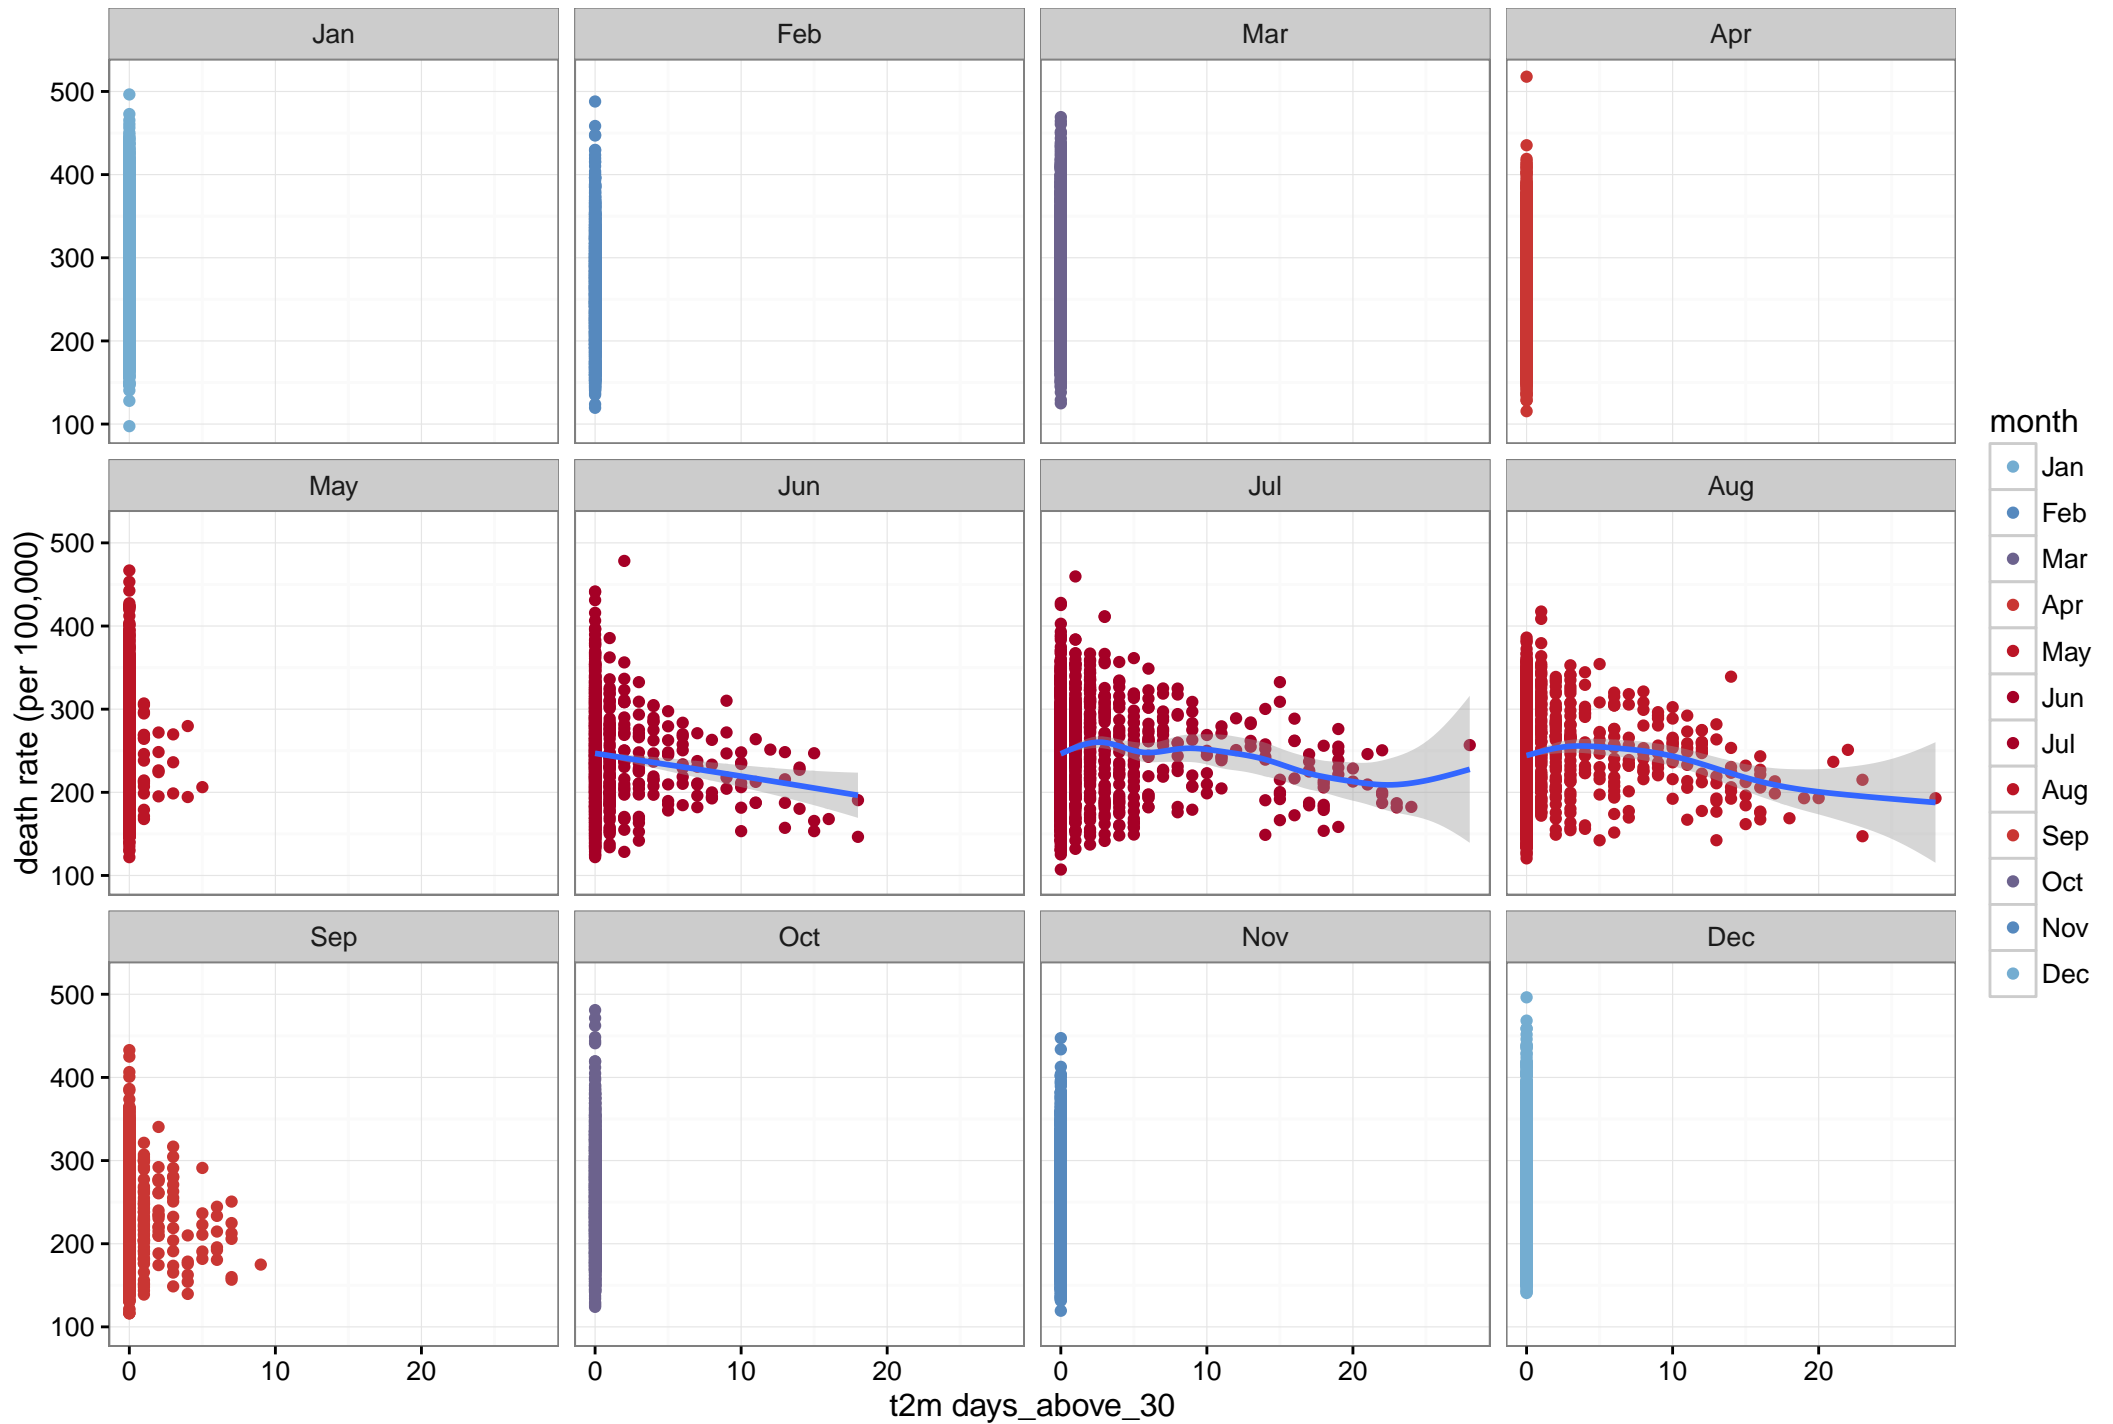 Jan Feb Mar Apr
500
400
300
200
100
May Jun Jul Aug
500
400
300
200
100
Sep Oct Nov Dec
500
400
300
200
100
0 10 20 0 10 20 0 10 20 0 10 20
t2m days_above_30
death rate (per 100,000)
month
Jan
Feb
Mar
Apr
May
Jun
Jul
Aug
Sep
Oct
Nov
Dec